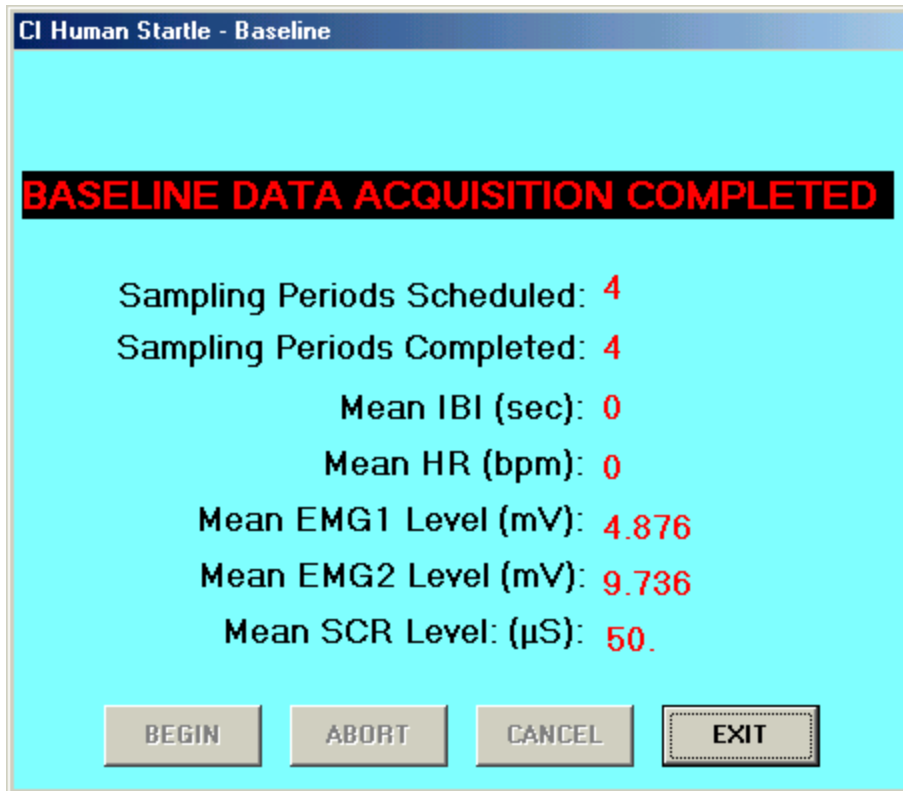 CI Human Startle - Baseline
BASELINE DATA ACQUISITION COMPLETED
Sampling Periods Scheduled: 4
Sampling Periods Completed: 4
Mean IBI (sec): 0
Mean HR (bpm): 0
Mean EMG1 Level (mV): 4.876
Mean EMG2 Level (mV): 9.736
Mean SCR Level: (µS): 50.
BEGIN ABORT CANCEL EXIT